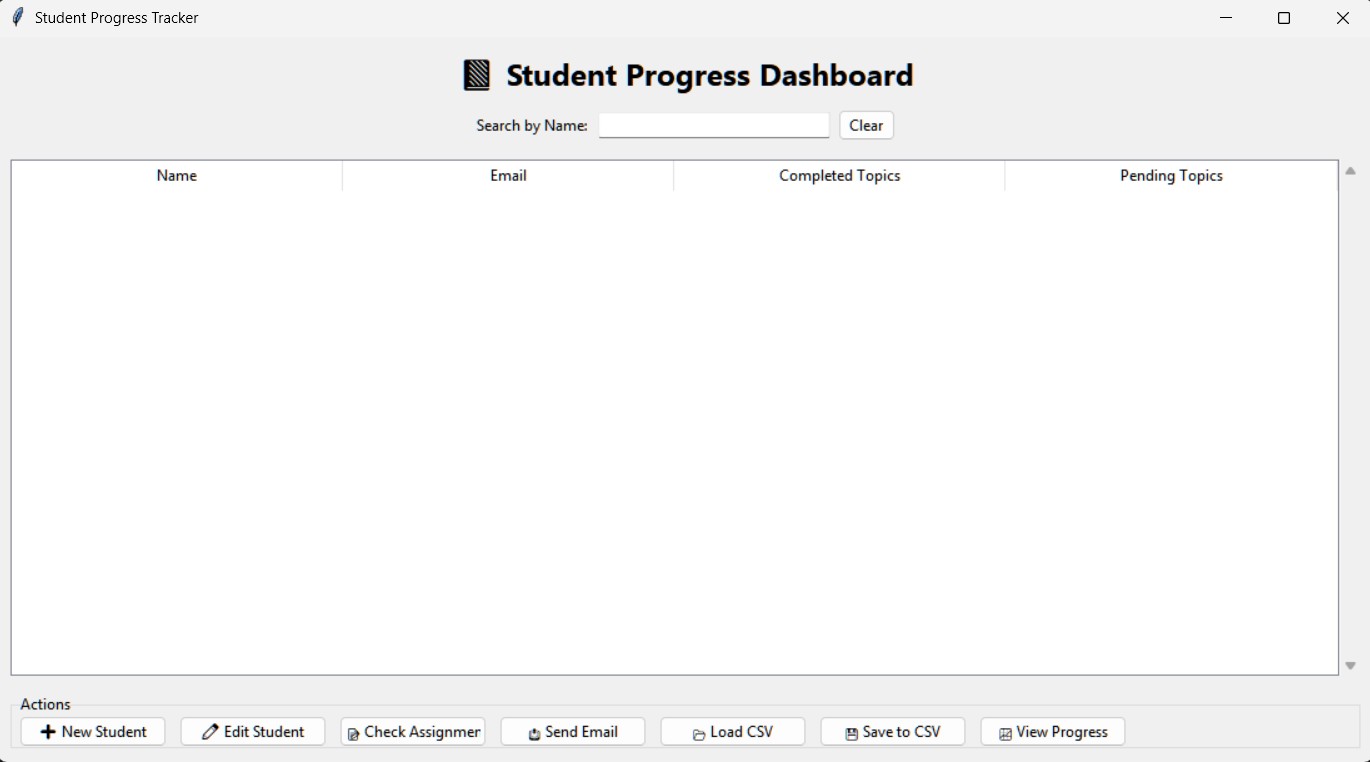 Student Progress Tracker
Student Progress Dashboard
Search by Name: Clear
Name Email Completed Topics Pending Topics
Actions
New Student Edit Student Check Assignmer Send Email Load CSV Save to CSV View Progress